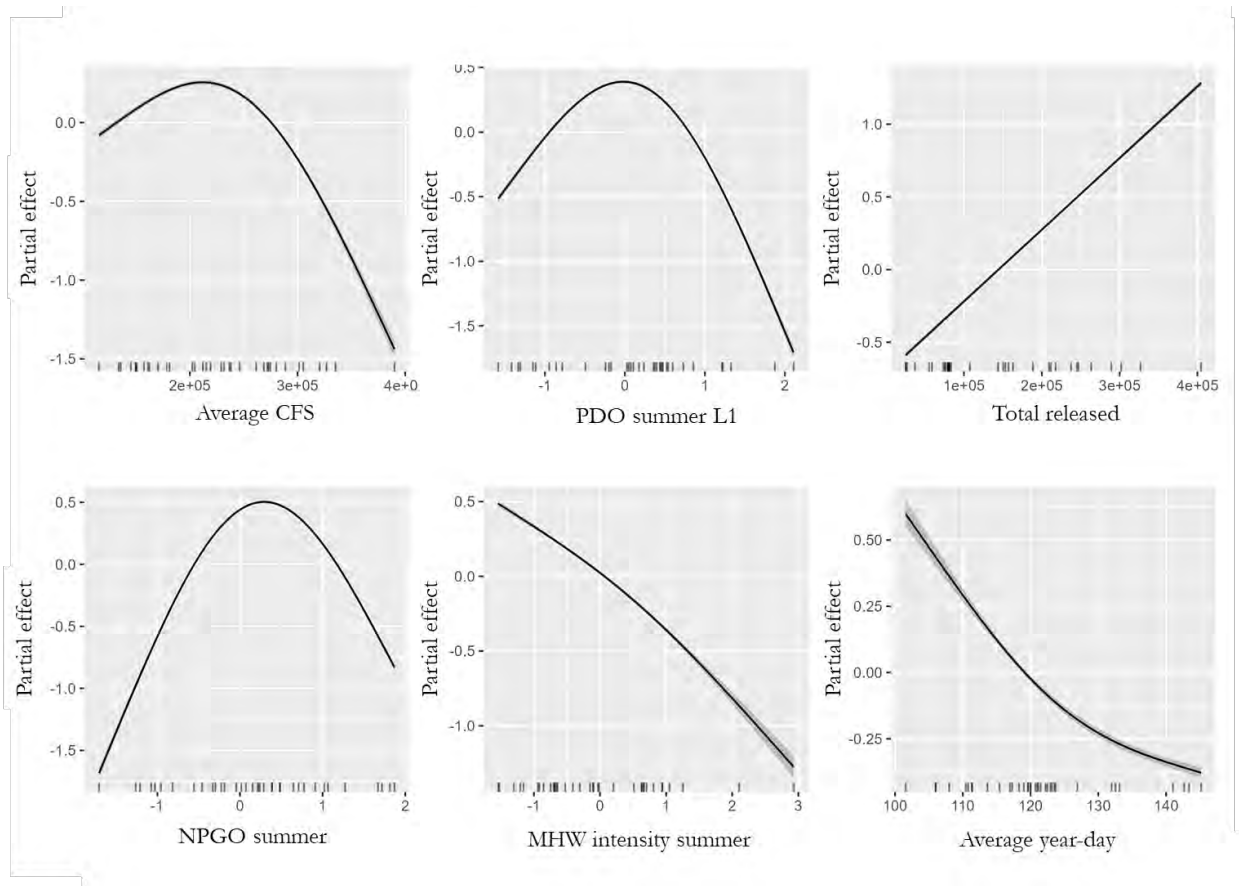 Partial effect
0.0
-0.5
-1.0
-1.5
2e+05 3e+05 4e+0
Average CFS
Partial effect
0.5
0.0
-0.5
-1.0
-1.5
-1 0 1 2
PDO summer L1
Partial effect
1.0
0.5
0.0
-0.5
1e+05 2e+05 3e+05 4e+05
Total released
Partial effect
0.5
0.0
-0.5
-1.0
-1.5
-1 0 1 2
NPGO summer
Partial effect
0.5
0.0
-0.5
-1.0
-1 0 1 2 3
MHW intensity summer
Partial effect
0.50
0.25
0.00
-0.25
100 110 120 130 140
Average year-day